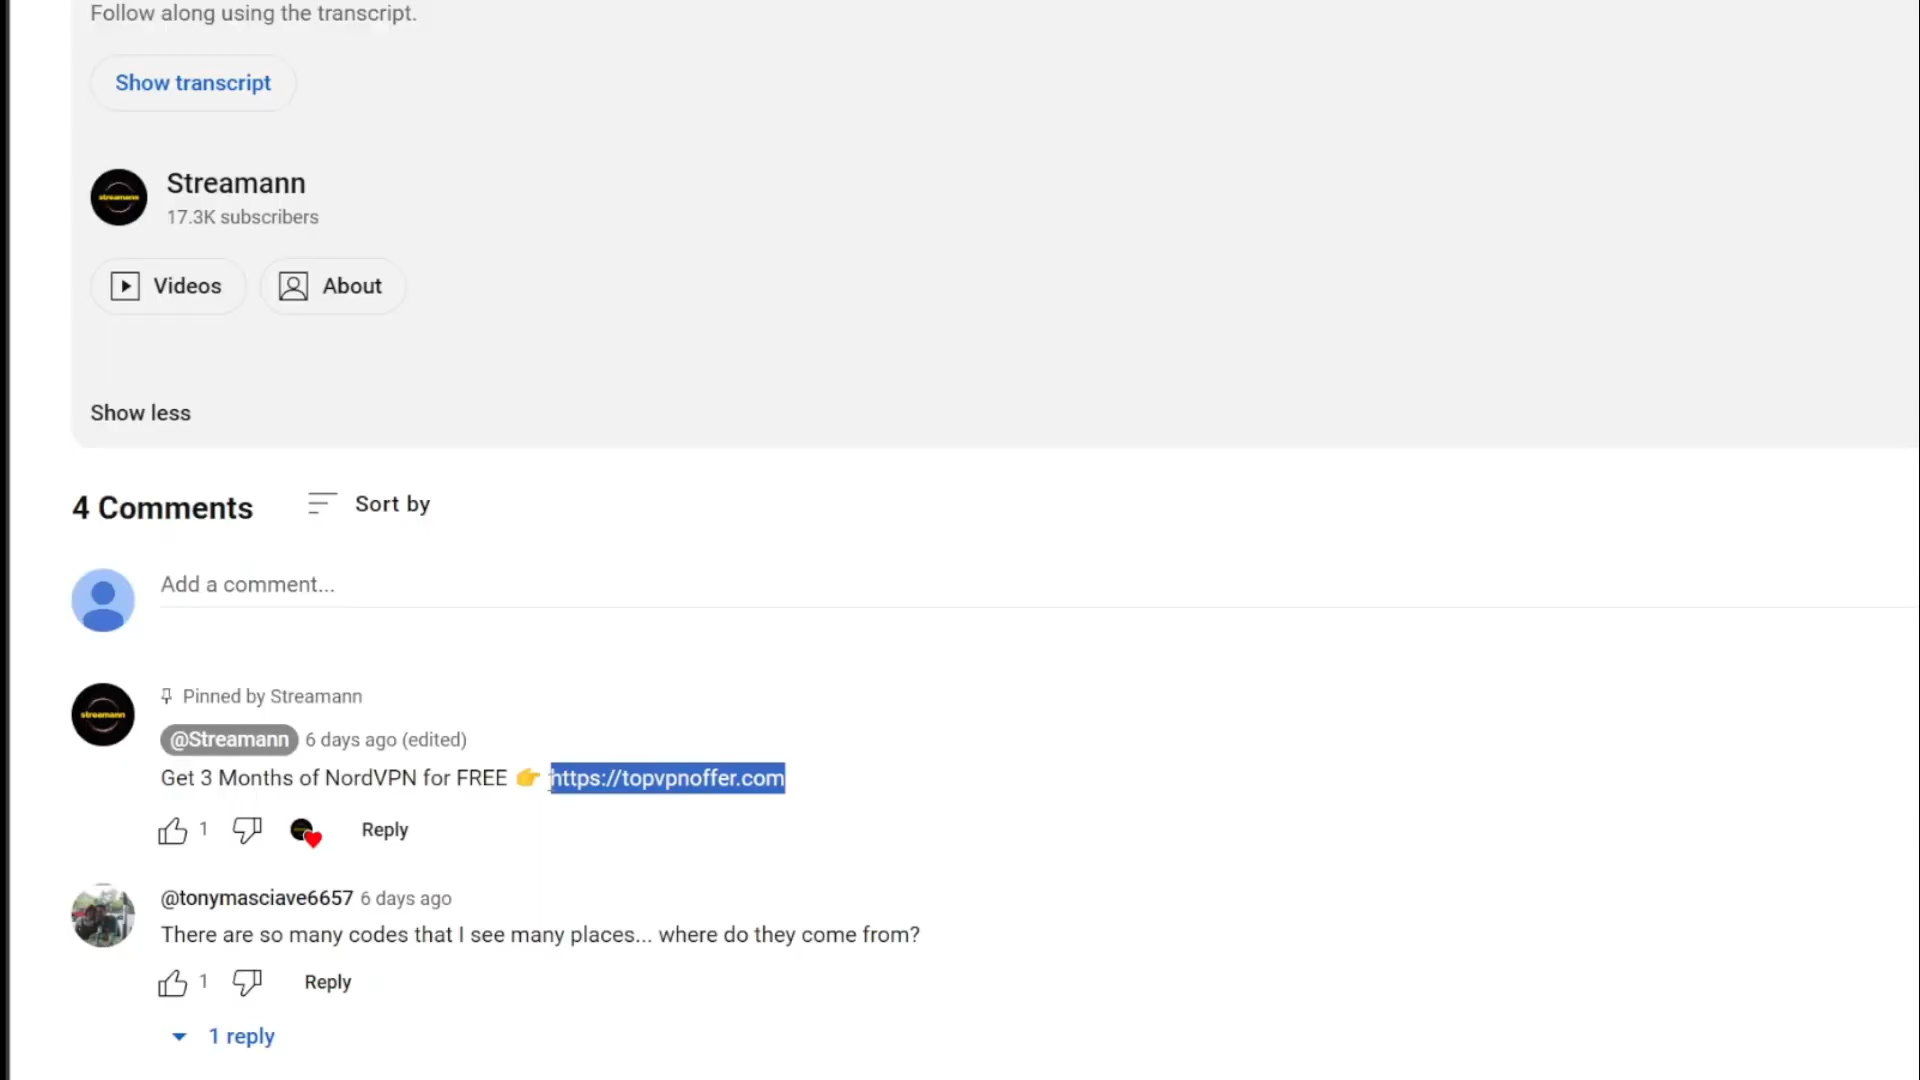 Follow along using the transcript.
Show transcript
streamann
Streamann
17.3K subscribers
Videos
About
Show less
4 Comments
Sort by
Add a comment...
streamann
Pinned by Streamann
@Streamann 6 days ago (edited)
Get 3 Months of NordVPN for FREE 👉 https://topvpnoffer.com
1
Reply
@tonymasciave6657 6 days ago
There are so many codes that I see many places... where do they come from?
1
Reply
1 reply